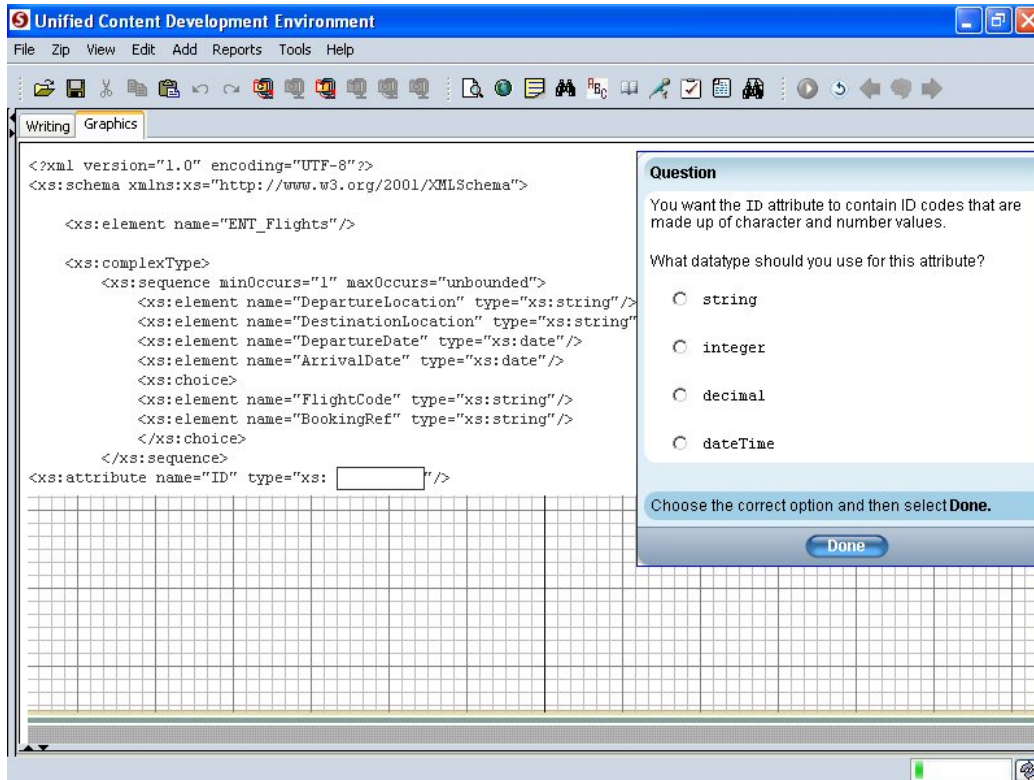 Unified Content Development Environment
File Zip View Edit Add Reports Tools Help
Writing Graphics
<?xml version="1.0" encoding="UTF-8"?>
<xs:schema xmlns:xs="http://www.w3.org/2001/XMLSchema">
<xs:element name="ENT_Flights"/>
<xs:complexType>
<xs:sequence minOccurs="1" maxOccurs="unbounded">
<xs:element name="DepartureLocation" type="xs:string"/>
<xs:element name="DestinationLocation" type="xs:string"
<xs:element name="DepartureDate" type="xs:date"/>
<xs:element name="ArrivalDate" type="xs:date"/>
<xs:choice>
<xs:element name="FlightCode" type="xs:string"/>
<xs:element name="BookingRef" type="xs:string"/>
</xs:choice>
</xs:sequence>
<xs:attribute name="ID" type="xs: "/>
Question
You want the ID attribute to contain ID codes that are
made up of character and number values.
What datatype should you use for this attribute?
string
integer
decimal
dateTime
Choose the correct option and then select Done.
Done